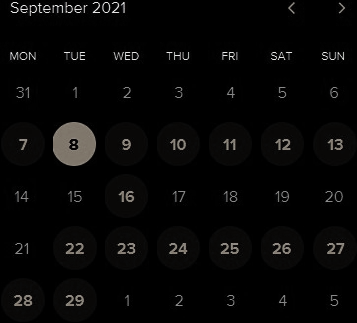 September 2021
MON TUE WED THU FRI SAT SUN
31 1 2 3 4 5 6
7 8 9 10 11 12 13
14 15 16 17 18 19 20
21 22 23 24 25 26 27
28 29 1 2 3 4 5